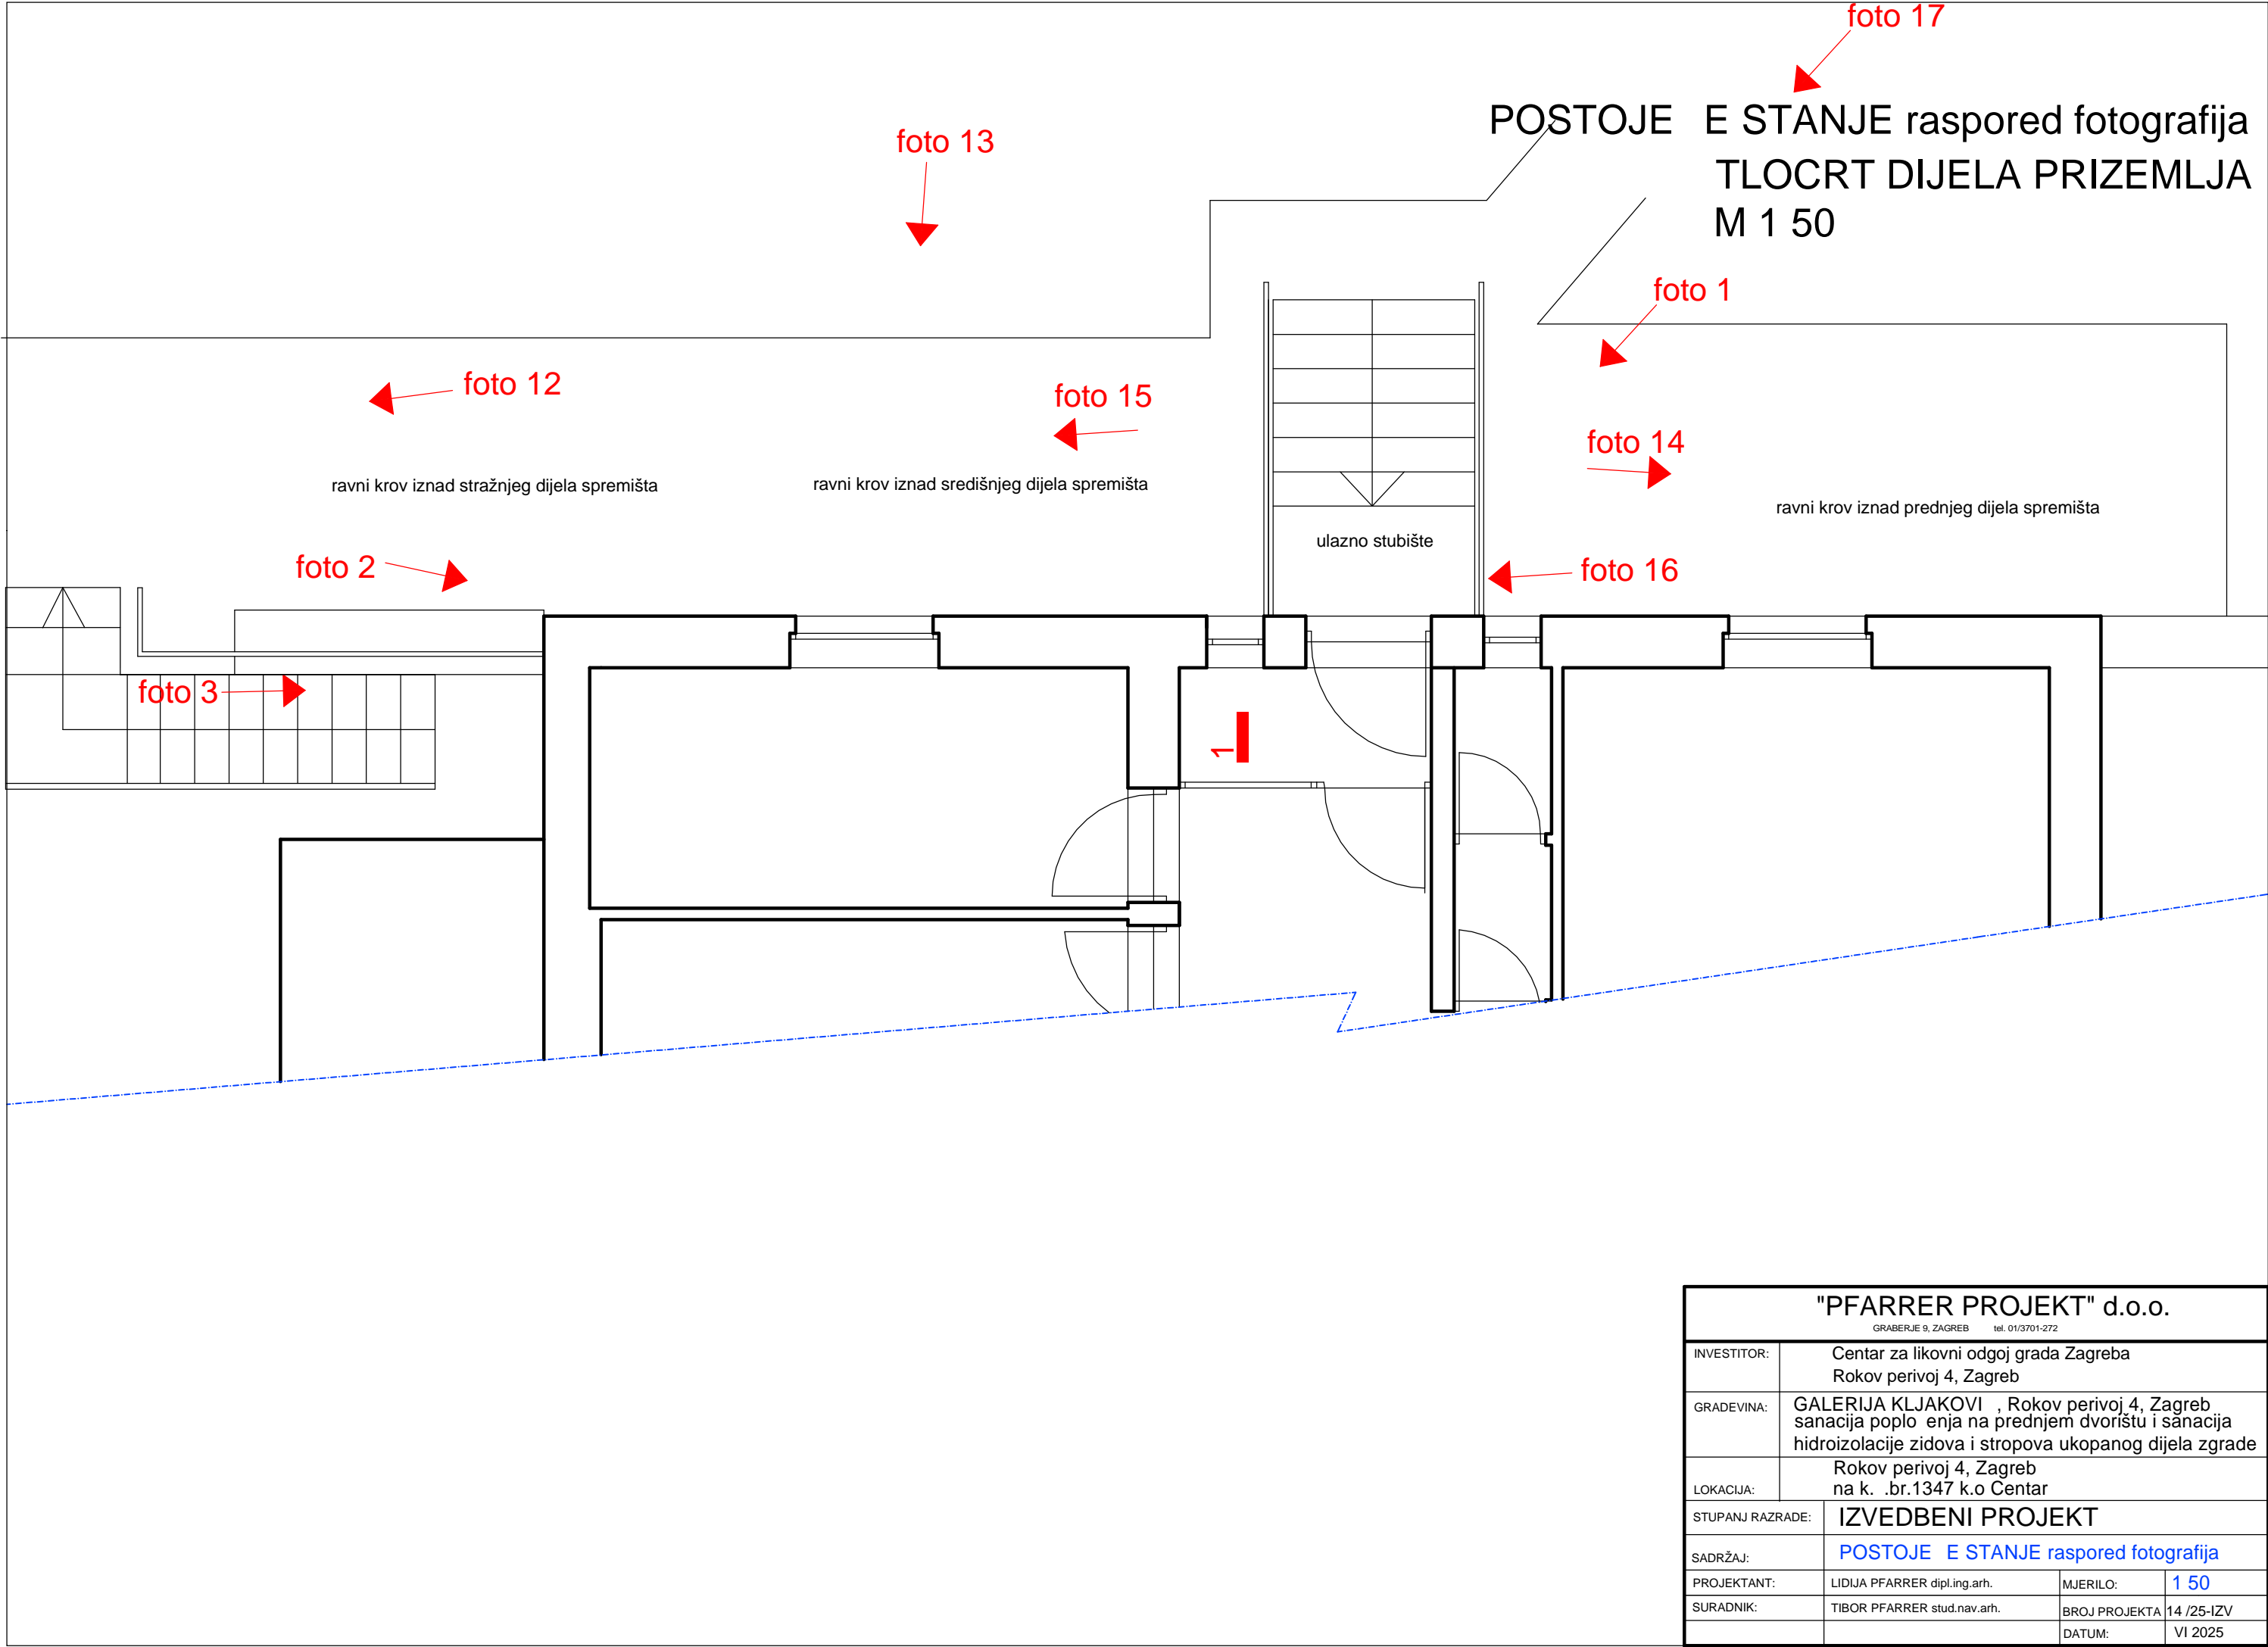 foto 17
POSTOJE E STANJE raspored fotografija
TLOCRT DIJELA PRIZEMLJA
M 1 50
foto 13
foto 1
foto 12
foto 15
foto 14
ravni krov iznad stražnjeg dijela spremišta
ravni krov iznad središnjeg dijela spremišta
ravni krov iznad prednjeg dijela spremišta
ulazno stubište
foto 2
foto 16
foto 3
1
"PFARRER PROJEKT" d.o.o.
GRABERJE 9, ZAGREB tel. 01/3701-272
INVESTITOR: Centar za likovni odgoj grada Zagreba
Rokov perivoj 4, Zagreb
GRADEVINA: GALERIJA KLJAKOVI , Rokov perivoj 4, Zagreb
sanacija poplo enja na prednjem dvorištu i sanacija
hidroizolacije zidova i stropova ukopanog dijela zgrade
Rokov perivoj 4, Zagreb
LOKACIJA: na k. .br.1347 k.o Centar
STUPANJ RAZRADE: IZVEDBENI PROJEKT
SADRŽAJ: POSTOJE E STANJE raspored fotografija
PROJEKTANT: LIDIJA PFARRER dipl.ing.arh. MJERILO: 1 50
SURADNIK: TIBOR PFARRER stud.nav.arh. BROJ PROJEKTA 14 /25-IZV
DATUM: VI 2025